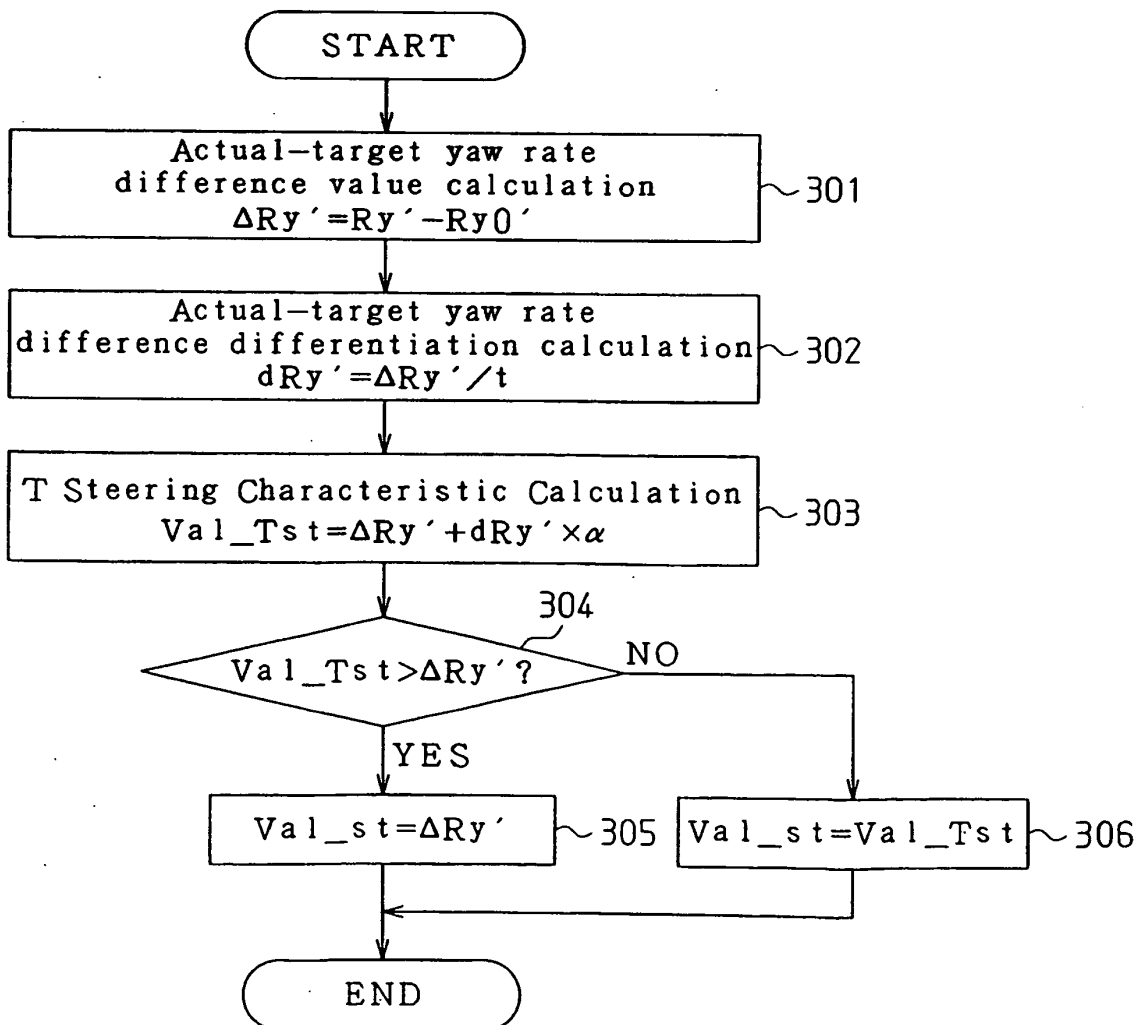 START
Actual-target yaw rate
difference value calculation
ΔRy′=Ry′-Ry0′
301
Actual-target yaw rate
difference differentiation calculation
dRy′=ΔRy′/t
302
T Steering Characteristic Calculation
Val_Tst=ΔRy′+dRy′×α
303
304
Val_Tst>ΔRy′?
NO
YES
Val_st=ΔRy′
305
Val_st=Val_Tst
306
END